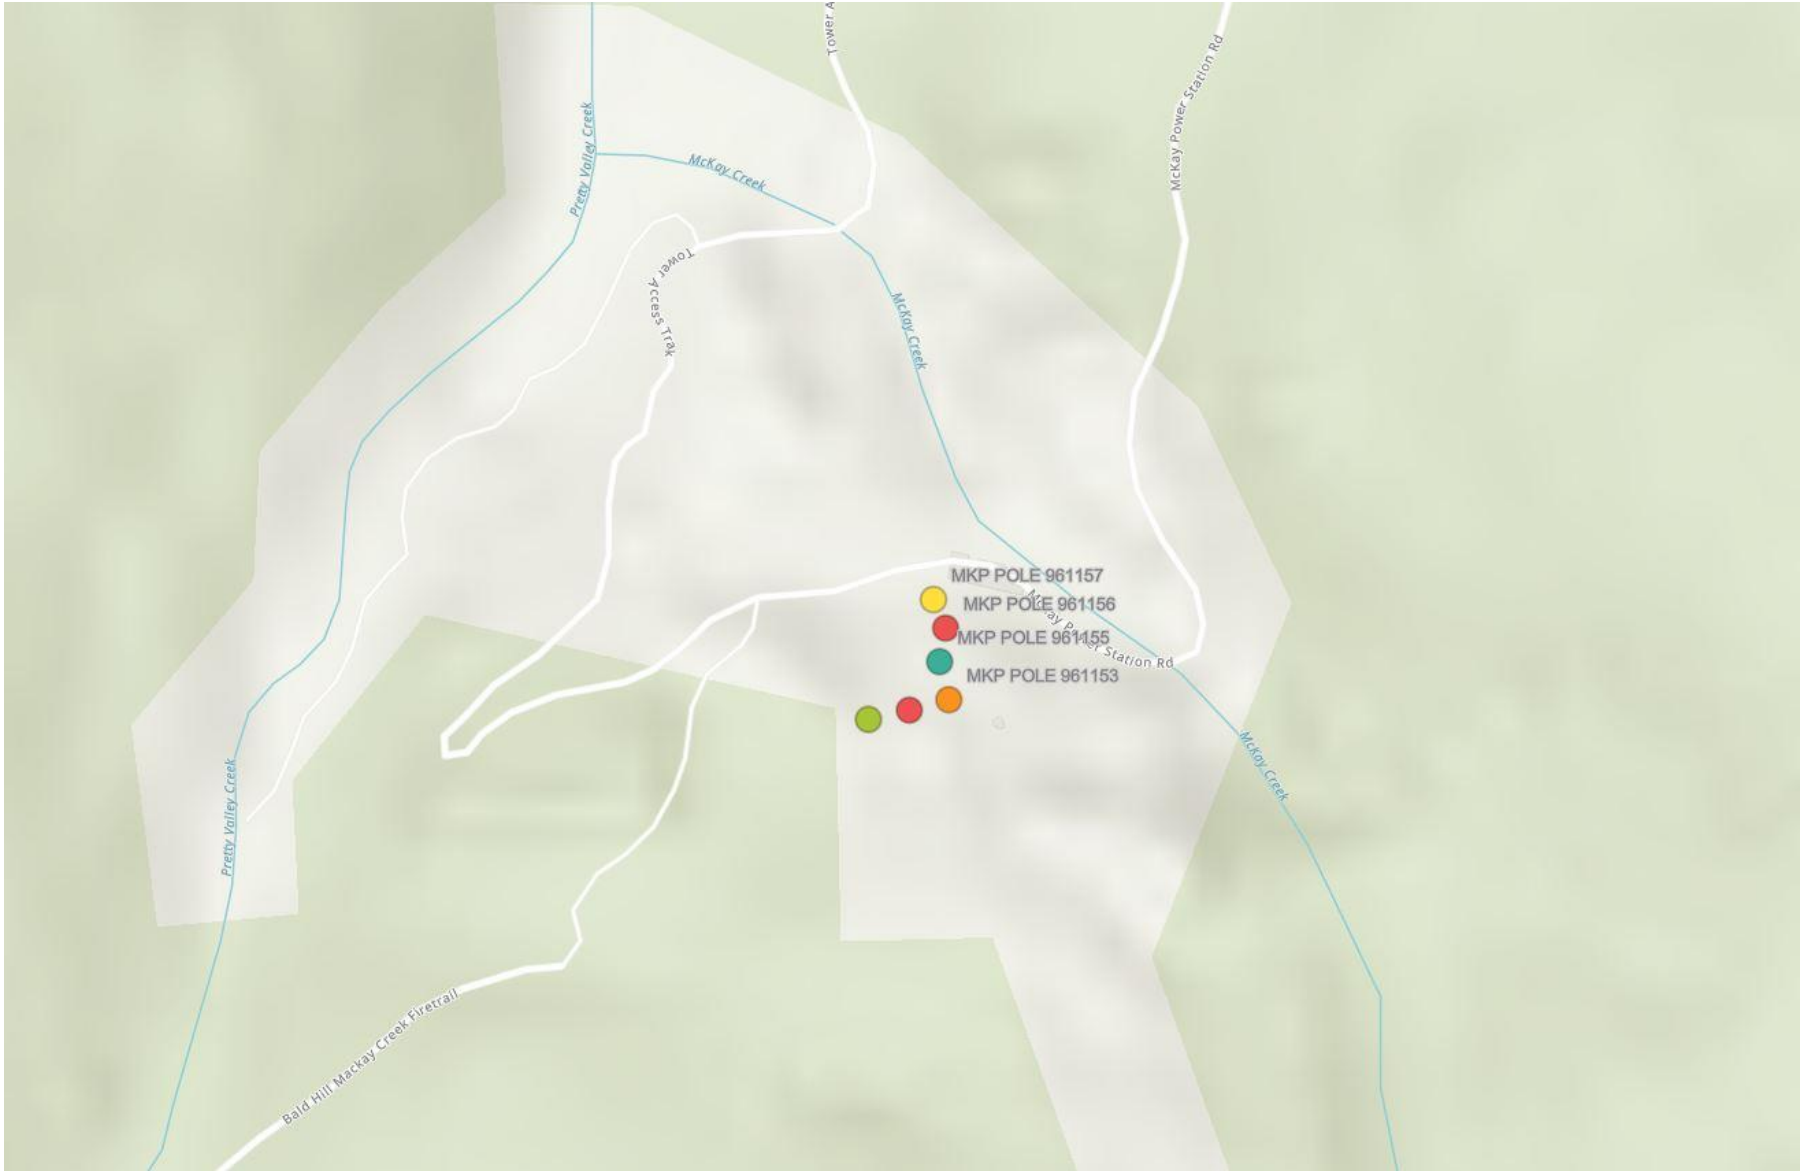 Tower A
McKay Power Station Rd
Pretty Valley Creek
McKay Creek
Tower Access Trak
McKay Creek
MKP POLE 961157
MKP POLE 961156
MKP POLE 961155
McKay Power Station Rd
MKP POLE 961153
McKay Creek
Pretty Valley Creek
Bald Hill Mackay Creek Firetrail